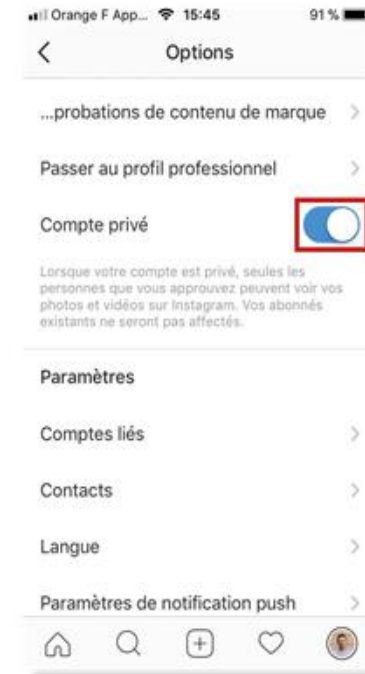 Orange F App... 15:45 91 %
Options
...probations de contenu de marque
Passer au profil professionnel
Compte privé
Lorsque votre compte est privé, seules les
personnes que vous approuvez peuvent voir vos
photos et vidéos sur Instagram. Vos abonnés
existants ne seront pas affectés.
Paramètres
Comptes liés
Contacts
Langue
Paramètres de notification push